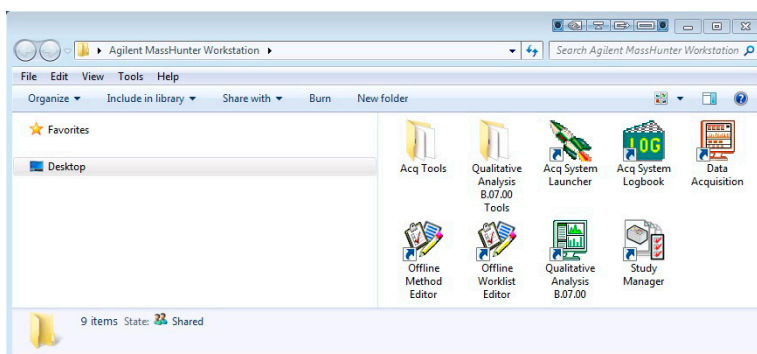 Agilent MassHunter Workstation
Search Agilent MassHunter Workstation
File Edit View Tools Help
Organize Include in library Share with Burn New folder
Favorites
Desktop
Acq Tools
Qualitative
Analysis
B.07.00
Tools
Acq System
Launcher
LOG
Acq System
Logbook
Data
Acquisition
Offline
Method
Editor
Offline
Worklist
Editor
Qualitative
Analysis
B.07.00
Study
Manager
9 items State: Shared